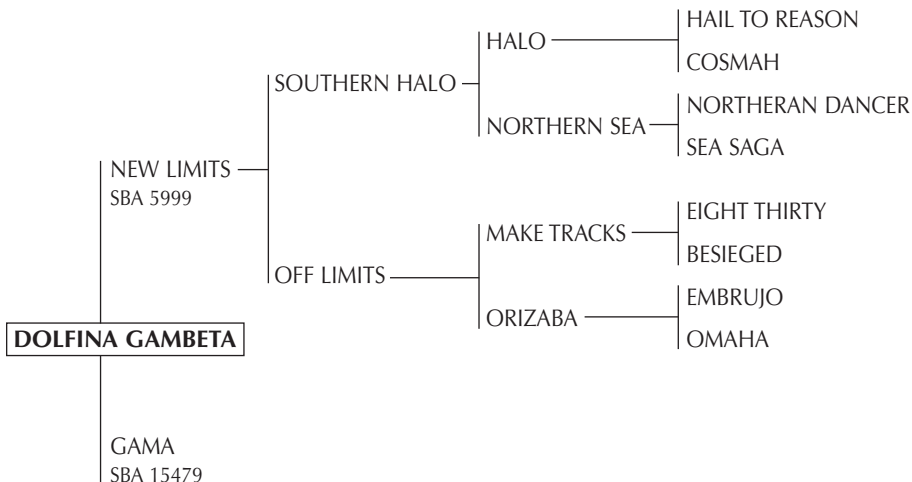 HAIL TO REASON
HALO
COSMAH
SOUTHERN HALO
NORTHERAN DANCER
NORTHERN SEA
SEA SAGA
NEW LIMITS
SBA 5999
EIGHT THIRTY
MAKE TRACKS
BESIEGED
OFF LIMITS
EMBRUJO
ORIZABA
OMAHA
DOLFINA GAMBETA
GAMA
SBA 15479